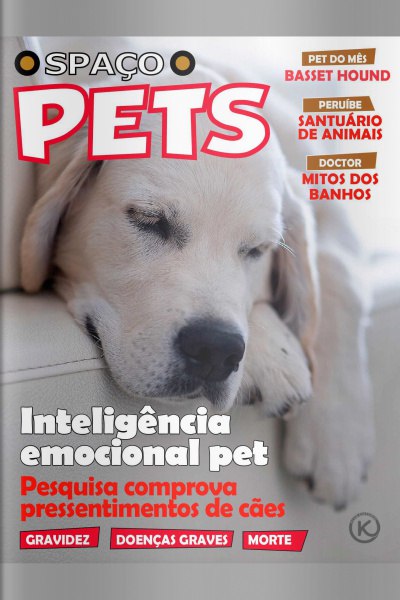 SPAÇO
PETS
PET DO MÊS
BASSET HOUND
PERUÍBE
SANTUÁRIO
DE ANIMAIS
DOCTOR
MITOS DOS
BANHOS
Inteligência
emocional pet
Pesquisa comprova
pressentimentos de cães
GRAVIDEZ DOENÇAS GRAVES MORTE
K